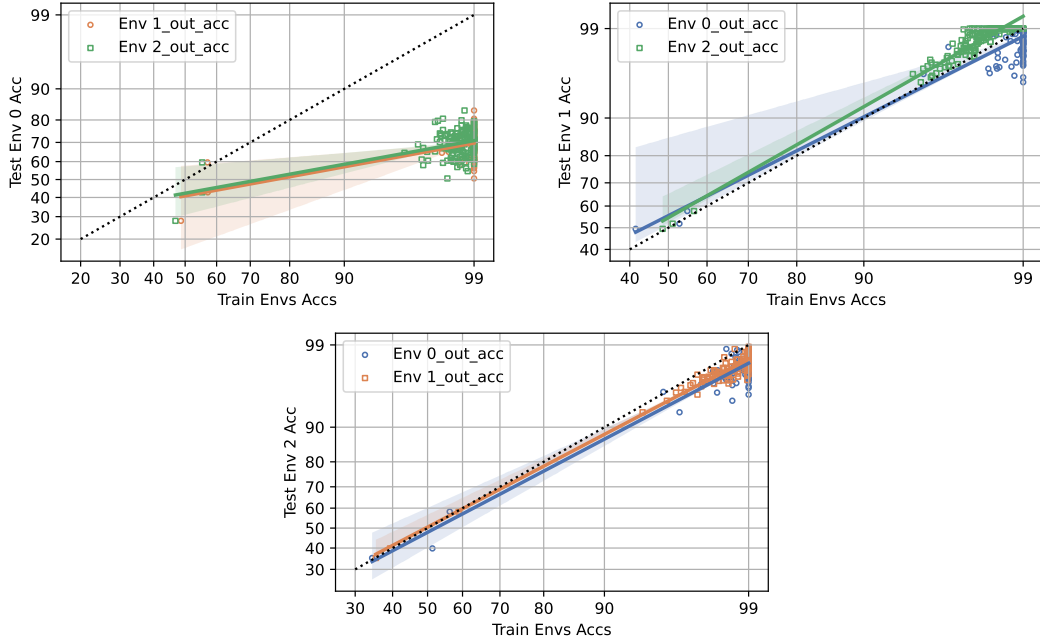 99
90
80
70
60
50
40
30
20
Test Env 0 Acc
Env 1_out_acc
Env 2_out_acc
20 30 40 50 60 70 80 90 99
Train Envs Accs
99
90
80
70
60
50
40
Test Env 1 Acc
Env 0_out_acc
Env 2_out_acc
40 50 60 70 80 90 99
Train Envs Accs
99
90
80
70
60
50
40
30
Test Env 2 Acc
Env 0_out_acc
Env 1_out_acc
30 40 50 60 70 80 90 99
Train Envs Accs